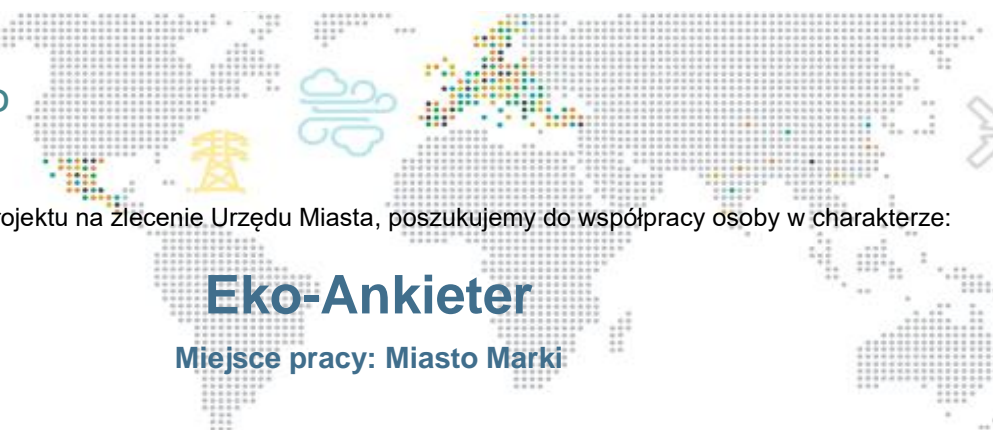 rojektu na zlecenie Urzędu Miasta, poszukujemy do współpracy osoby w charakterze:
Eko-Ankieter
Miejsce pracy: Miasto Marki